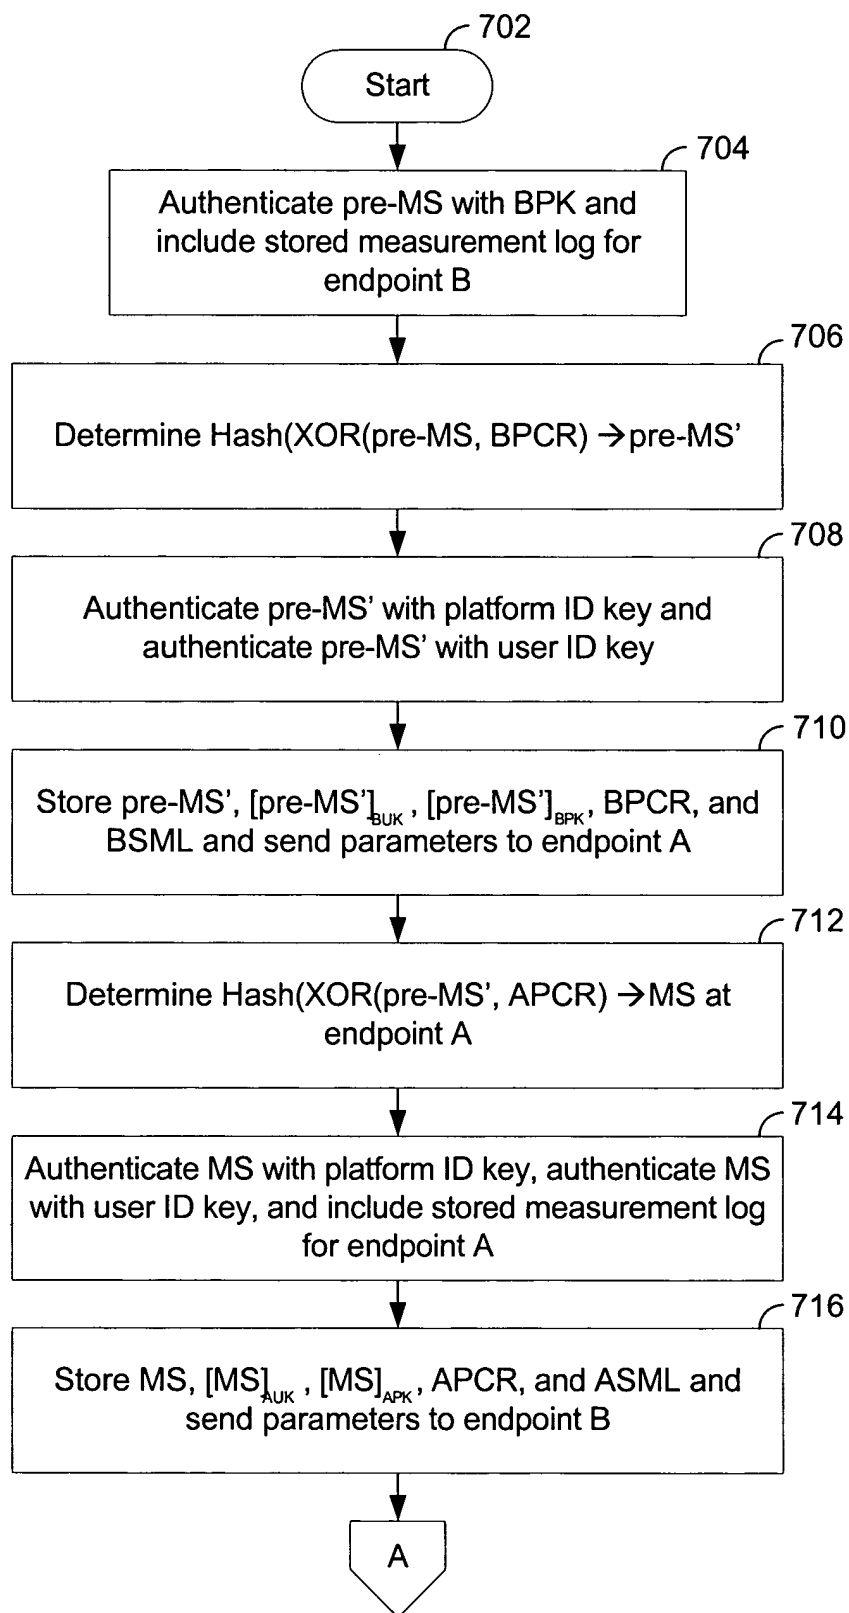 702
Start
704
Authenticate pre-MS with BPK and
include stored measurement log for
endpoint B
706
Determine Hash(XOR(pre-MS, BPCR) →pre-MS'
708
Authenticate pre-MS' with platform ID key and
authenticate pre-MS' with user ID key
710
Store pre-MS', [pre-MS']BUK , [pre-MS']BPK, BPCR, and
BSML and send parameters to endpoint A
712
Determine Hash(XOR(pre-MS', APCR) →MS at
endpoint A
714
Authenticate MS with platform ID key, authenticate MS
with user ID key, and include stored measurement log
for endpoint A
716
Store MS, [MS]AUK , [MS]APK, APCR, and ASML and
send parameters to endpoint B
A